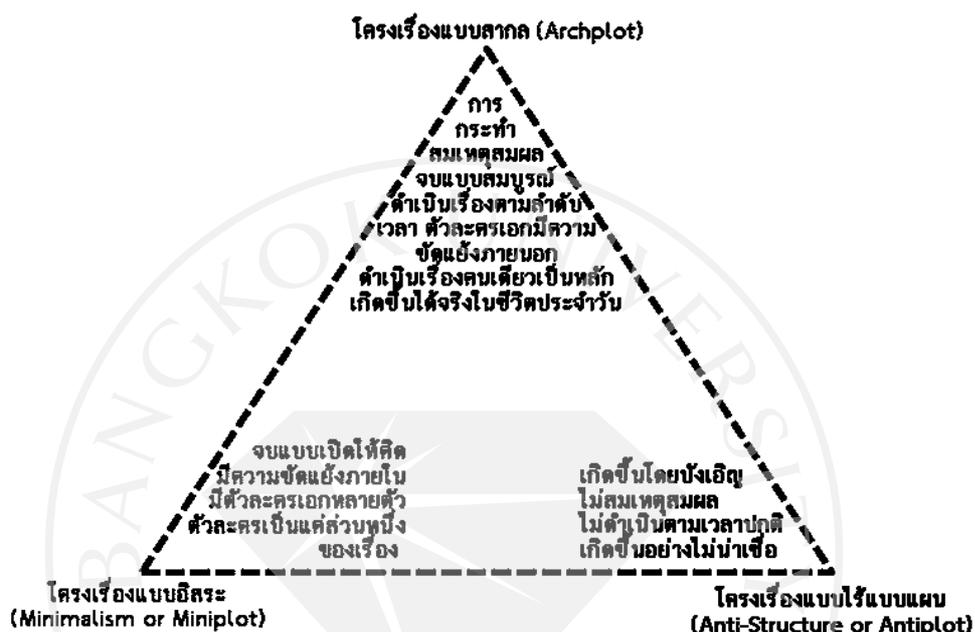 โครงเรื่องแบบสากล (Archplot)
การ
กระทำ
สมเหตุสมผล
จบแบบสมบูรณ์
ดำเนินเรื่องตามลำดับ
เวลา ตัวละครเอกมีความ
ขัดแย้งภายนอก
ดำเนินเรื่องคนเดียวเป็นหลัก
เกิดขึ้นได้จริงในชีวิตประจำวัน
BANGKOK UNIVERSITY
จบแบบเปิดให้คิด
มีความขัดแย้งภายใน
มีตัวละครเอกหลายตัว
ตัวละครเป็นแค่ส่วนหนึ่ง
ของเรื่อง
เกิดขึ้นโดยบังเอิญ
ไม่สมเหตุสมผล
ไม่ดำเนินตามเวลาปกติ
เกิดขึ้นอย่างไม่น่าเชื่อ
โครงเรื่องแบบอิสระ
(Minimalism or Miniplot)
โครงเรื่องแบบไร้แบบแผน
(Anti-Structure or Antiplot)